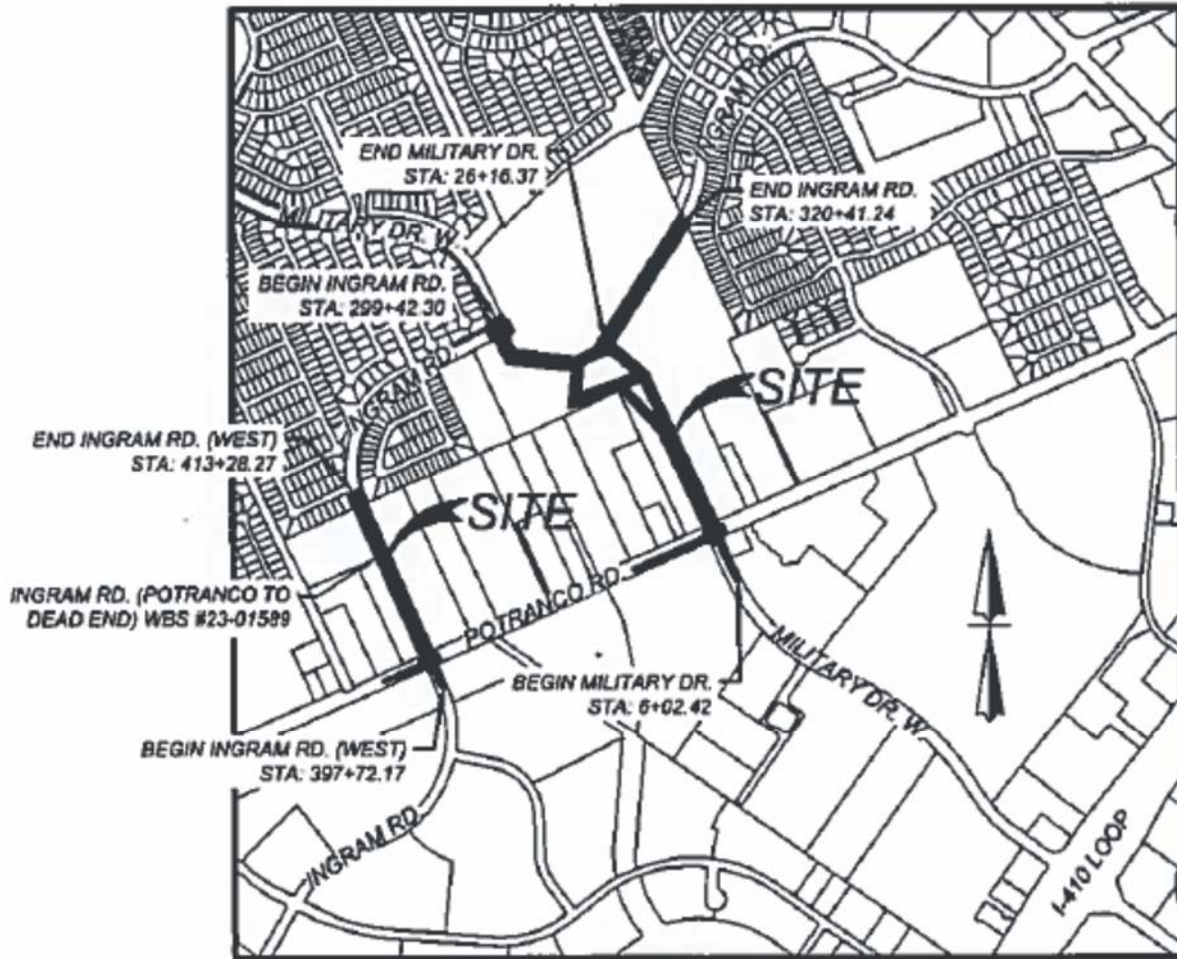 INGRAM RD.
END MILITARY DR.
STA: 26+16.37
END INGRAM RD.
STA: 320+41.24
MILITARY DR. W.
BEGIN INGRAM RD.
STA: 299+42.30
INGRAM RD.
SITE
END INGRAM RD. (WEST)
STA: 413+28.27
SITE
INGRAM RD. (POTRANCO TO
DEAD END) WBS #23-01589
POTRANCO RD.
MILITARY DR. W.
BEGIN MILITARY DR.
STA: 6+02.42
BEGIN INGRAM RD. (WEST)
STA: 397+72.17
INGRAM RD.
I-410 LOOP